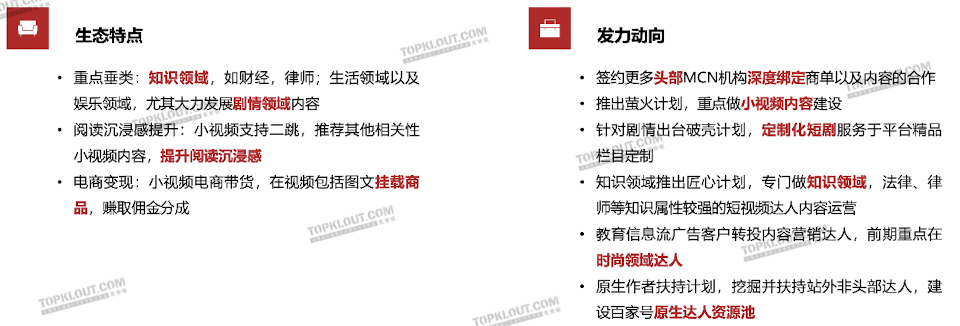 生态特点
• 重点垂类：知识领域，如财经，律师；生活领域以及
娱乐领域，尤其大力发展剧情领域内容
• 阅读沉浸感提升：小视频支持二跳，推荐其他相关性
小视频内容，提升阅读沉浸感
• 电商变现：小视频电商带货，在视频包括图文挂载商
品，赚取佣金分成
发力动向
• 签约更多头部MCN机构深度绑定商单以及内容的合作
• 推出萤火计划，重点做小视频内容建设
• 针对剧情出台破壳计划，定制化短剧服务于平台精品
栏目定制
• 知识领域推出匠心计划，专门做知识领域，法律、律
师等知识属性较强的短视频达人内容运营
• 教育信息流广告客户转投内容营销达人，前期重点在
时尚领域达人
• 原生作者扶持计划，挖掘并扶持站外非头部达人，建
设百家号原生达人资源池
TOPKLOUT.COM
TOPKLOUT.COM
TOPKLOUT.COM
TOPKLOUT.COM
TOPKLOUT.COM
TOPKLOUT.COM
TOPKLOUT.COM
TOPKLOUT.COM